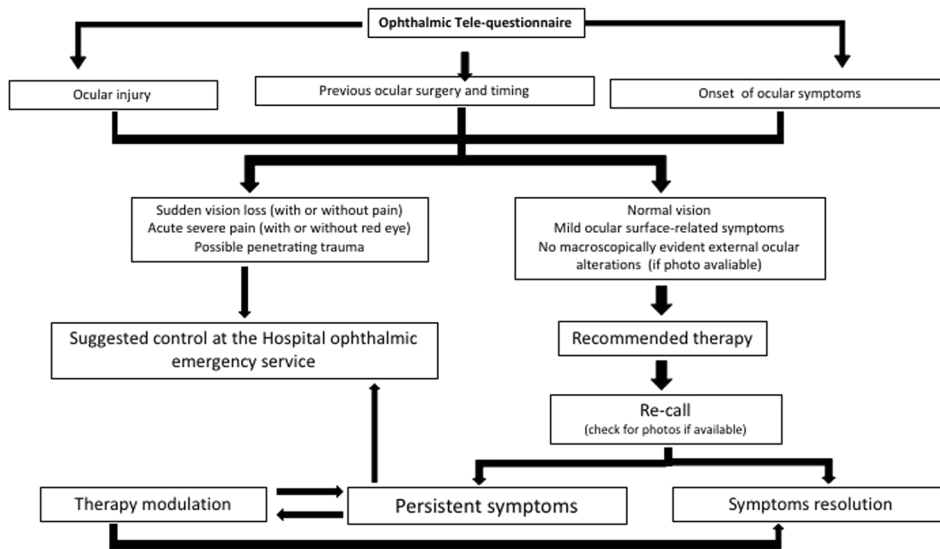 Ophthalmic Tele-questionnaire
Ocular injury
Previous ocular surgery and timing
Onset of ocular symptoms
Sudden vision loss (with or without pain)
Acute severe pain (with or without red eye)
Possible penetrating trauma
Normal vision
Mild ocular surface-related symptoms
No macroscopically evident external ocular
alterations (if photo avaliable)
Suggested control at the Hospital ophthalmic
emergency service
Recommended therapy
Re-call
(check for photos if available)
Therapy modulation
Persistent symptoms
Symptoms resolution